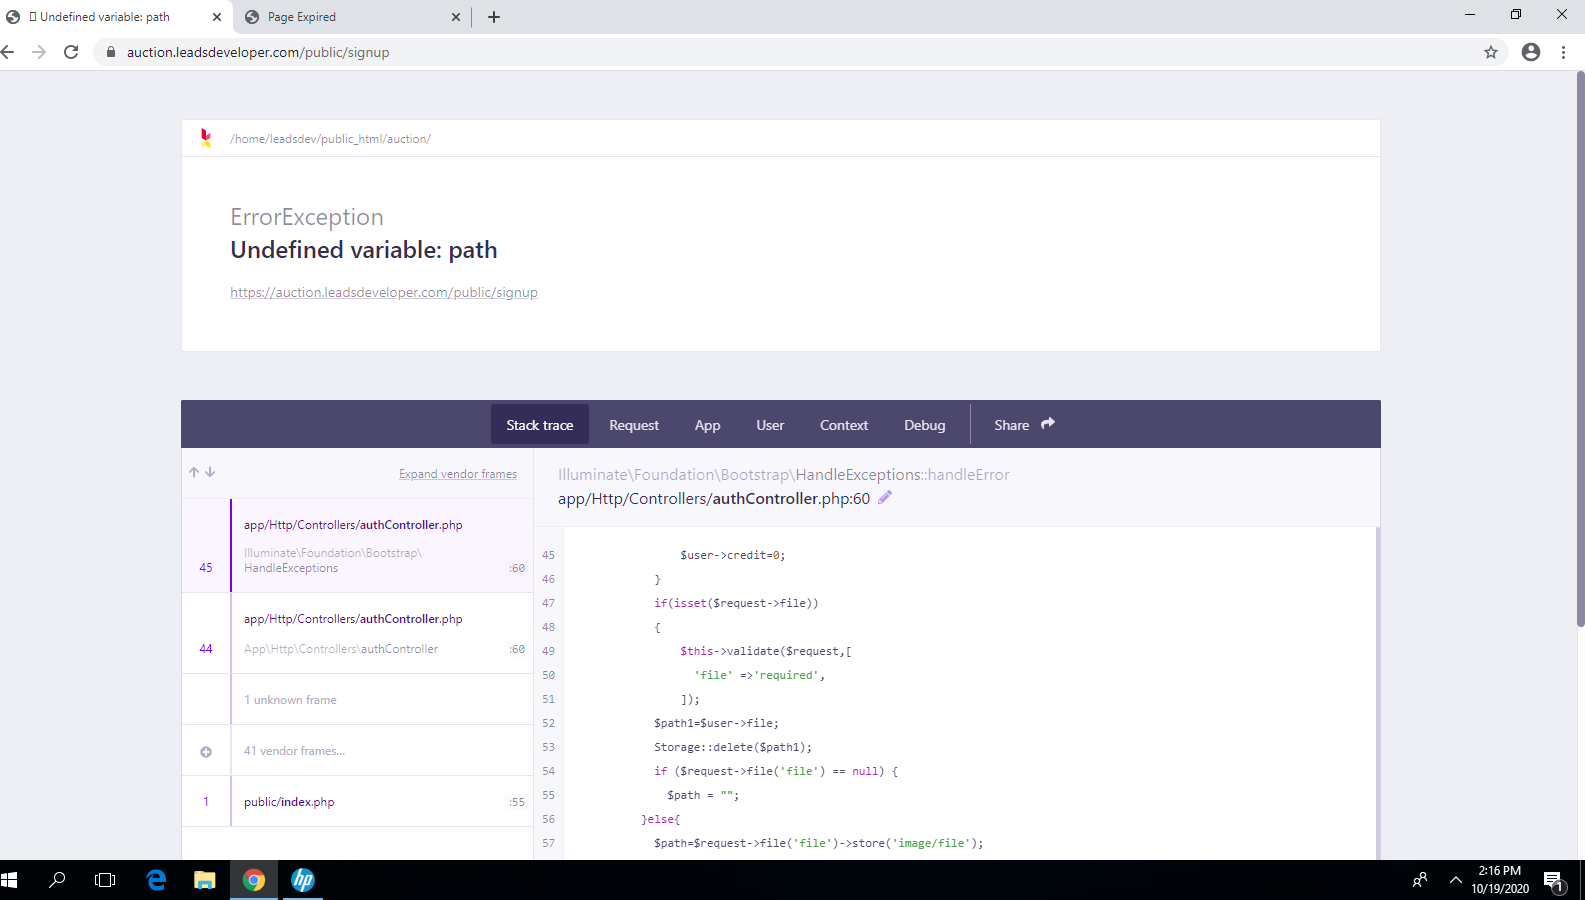 Undefined variable: path
Page Expired
auction.leadsdeveloper.com/public/signup
/home/leadsdev/public_html/auction/
ErrorException
Undefined variable: path
https://auction.leadsdeveloper.com/public/signup
Stack trace
Request
App
User
Context
Debug
Share
Expand vendor frames
app/Http/Controllers/authController.php
Illuminate\Foundation\Bootstrap\
45 HandleExceptions :60
app/Http/Controllers/authController.php
44 App\Http\Controllers\authController :60
1 unknown frame
41 vendor frames...
1 public/index.php :55
Illuminate\Foundation\Bootstrap\HandleExceptions::handleError
app/Http/Controllers/authController.php:60
45 $user->credit=0;
46 }
47 if(isset($request->file))
48 {
49 $this->validate($request,[
50 'file' =>'required',
51 ]);
52 $path1=$user->file;
53 Storage::delete($path1);
54 if ($request->file('file') == null) {
55 $path = "";
56 }else{
57 $path=$request->file('file')->store('image/file');
hp
2:16 PM
10/19/2020
1